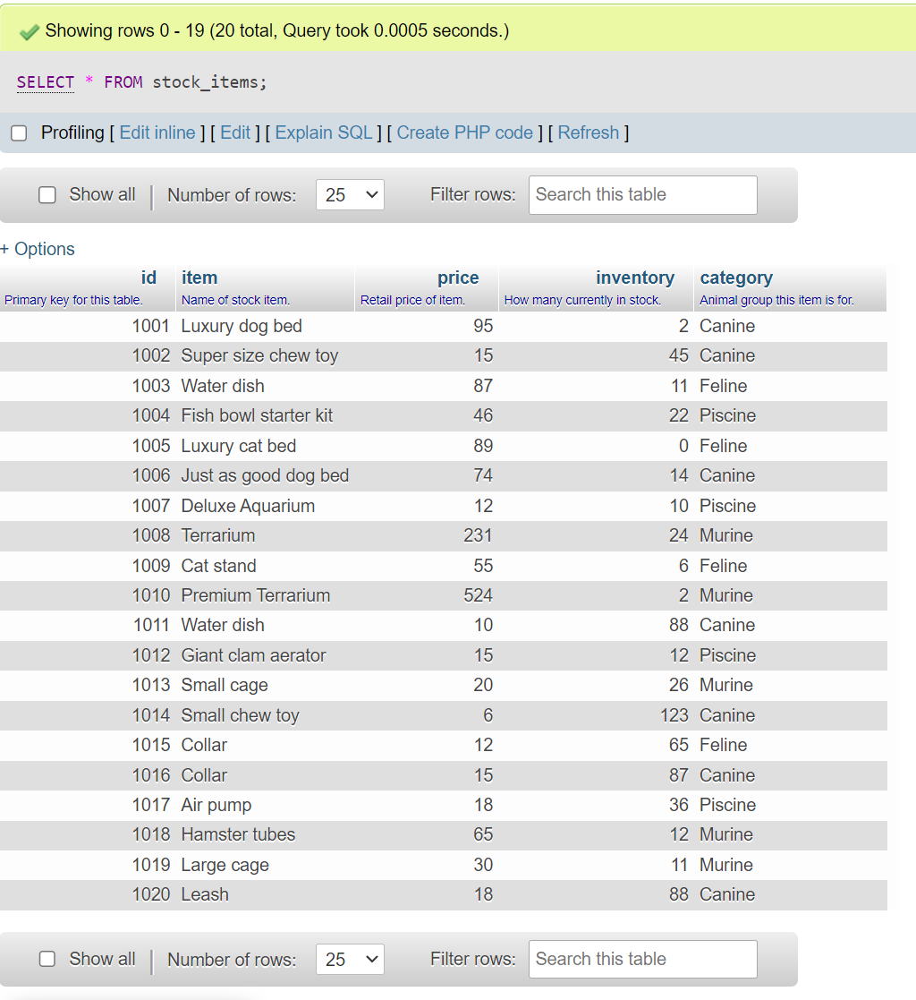 Showing rows 0 - 19 (20 total, Query took 0.0005 seconds.)
SELECT * FROM stock_items;
Profiling [ Edit inline ] [ Edit ] [ Explain SQL ] [ Create PHP code ] [ Refresh ]
Show all | Number of rows: 25 Filter rows: Search this table
+ Options
id item price inventory category
Primary key for this table. Name of stock item. Retail price of item. How many currently in stock. Animal group this item is for.
1001 Luxury dog bed 95 2 Canine
1002 Super size chew toy 15 45 Canine
1003 Water dish 87 11 Feline
1004 Fish bowl starter kit 46 22 Piscine
1005 Luxury cat bed 89 0 Feline
1006 Just as good dog bed 74 14 Canine
1007 Deluxe Aquarium 12 10 Piscine
1008 Terrarium 231 24 Murine
1009 Cat stand 55 6 Feline
1010 Premium Terrarium 524 2 Murine
1011 Water dish 10 88 Canine
1012 Giant clam aerator 15 12 Piscine
1013 Small cage 20 26 Murine
1014 Small chew toy 6 123 Canine
1015 Collar 12 65 Feline
1016 Collar 15 87 Canine
1017 Air pump 18 36 Piscine
1018 Hamster tubes 65 12 Murine
1019 Large cage 30 11 Murine
1020 Leash 18 88 Canine
Show all | Number of rows: 25 Filter rows: Search this table